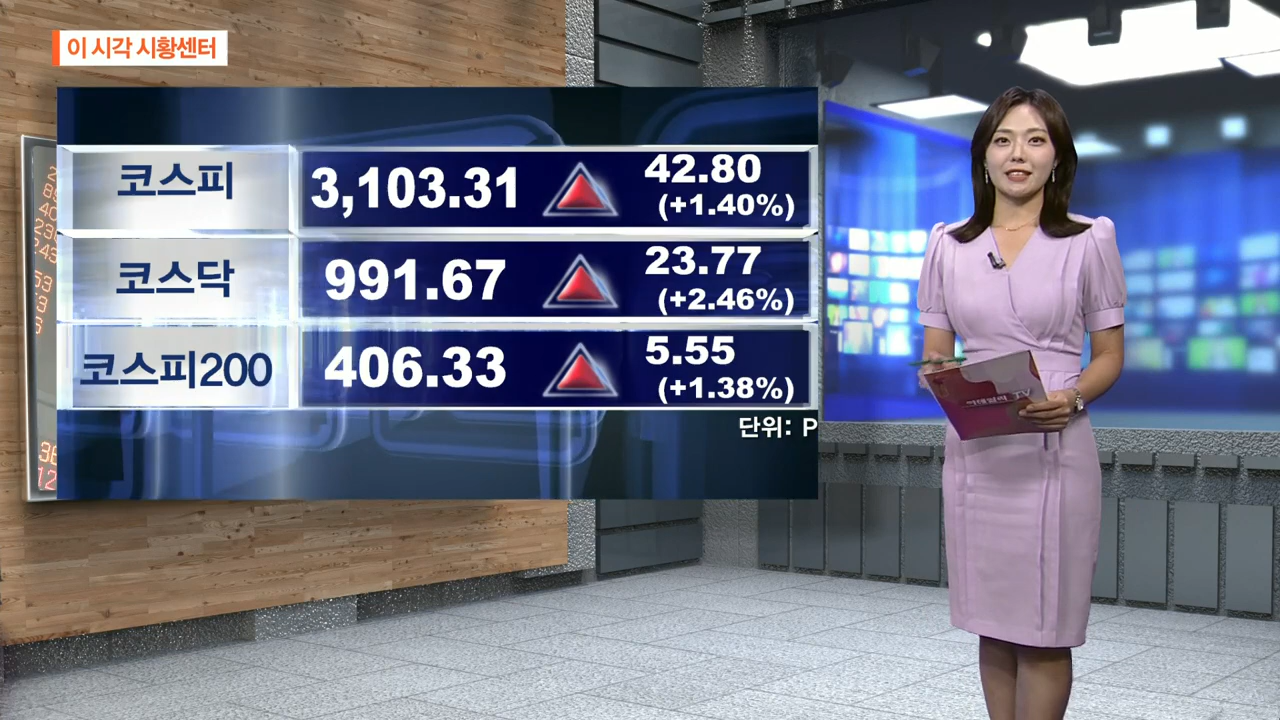 이 시각 시황센터
코스피 3,103.31 ▲ 42.80 (+1.40%)
코스닥 991.67 ▲ 23.77 (+2.46%)
코스피200 406.33 ▲ 5.55 (+1.38%)
단위: P
TV